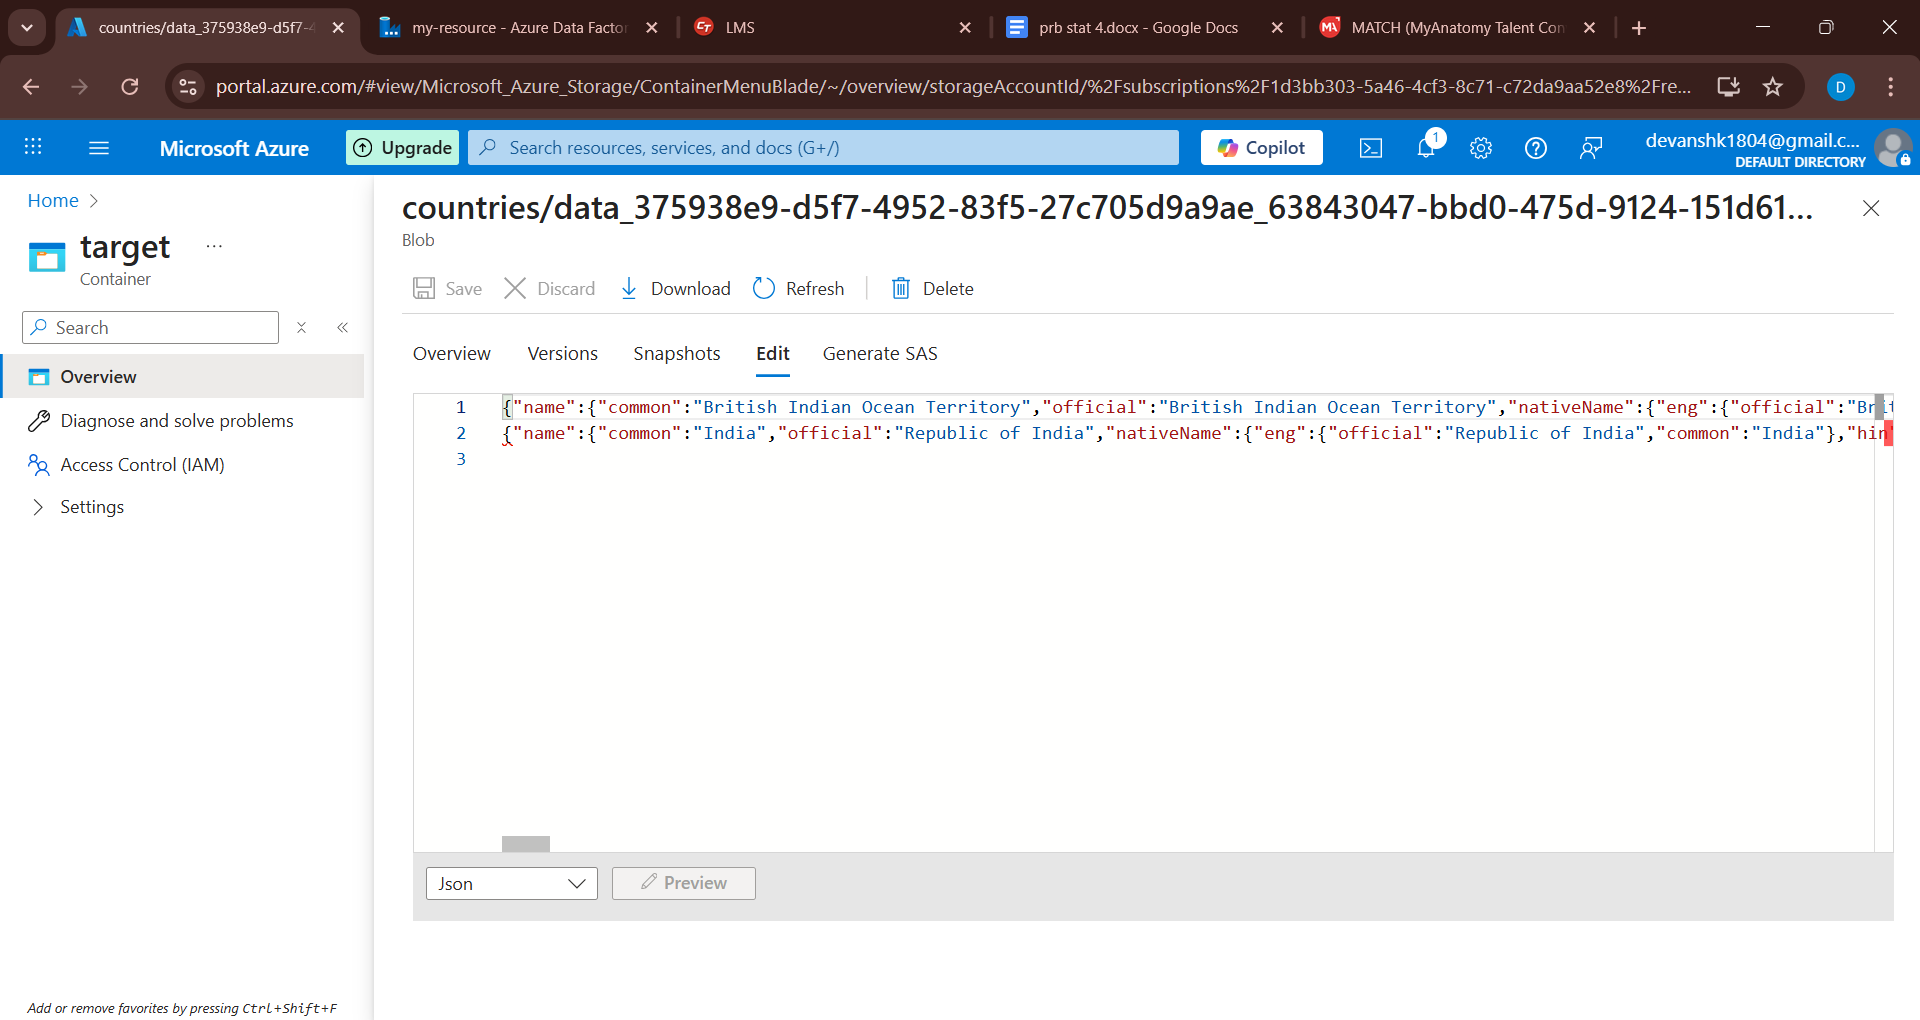 countries/data_375938e9-d5f7-4
my-resource - Azure Data Factor
LMS
prb stat 4.docx - Google Docs
MATCH (MyAnatomy Talent Con
portal.azure.com/#view/Microsoft_Azure_Storage/ContainerMenuBlade/~/overview/storageAccountId/%2Fsubscriptions%2F1d3bb303-5a46-4cf3-8c71-c72da9aa52e8%2Fre...
D
Microsoft Azure
Upgrade
Search resources, services, and docs (G+/)
Copilot
1
devanshk1804@gmail.c...
DEFAULT DIRECTORY
Home
target
...
Container
Search
Overview
Diagnose and solve problems
Access Control (IAM)
Settings
Add or remove favorites by pressing Ctrl+Shift+F
countries/data_375938e9-d5f7-4952-83f5-27c705d9a9ae_63843047-bbd0-475d-9124-151d61...
Blob
Save
Discard
Download
Refresh
Delete
Overview
Versions
Snapshots
Edit
Generate SAS
1 {"name":{"common":"British Indian Ocean Territory","official":"British Indian Ocean Territory","nativeName":{"eng":{"official":"Brit
2 {"name":{"common":"India","official":"Republic of India","nativeName":{"eng":{"official":"Republic of India","common":"India"},"hin
3
Json
Preview